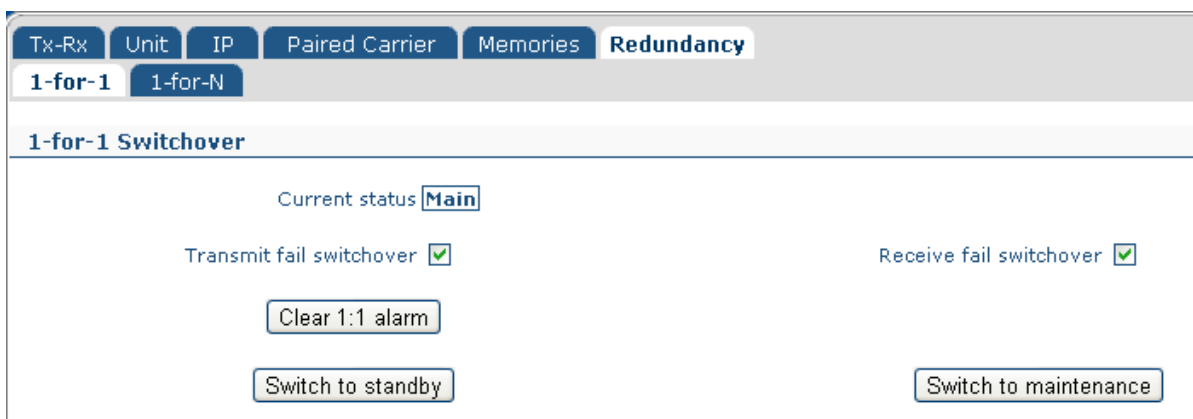 Tx-Rx Unit IP Paired Carrier Memories Redundancy
1-for-1 1-for-N
1-for-1 Switchover
Current status Main
Transmit fail switchover Receive fail switchover
Clear 1:1 alarm
Switch to standby Switch to maintenance